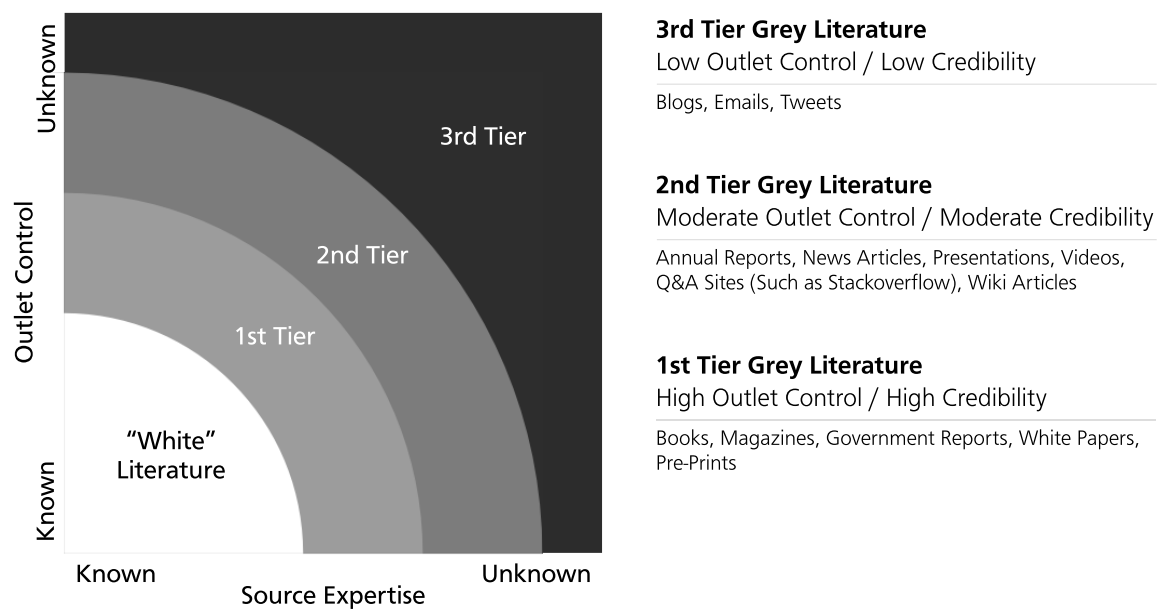 Unknown
Outlet Control
Known
3rd Tier
2nd Tier
1st Tier
“White”
Literature
Known
Unknown
Source Expertise
3rd Tier Grey Literature
Low Outlet Control / Low Credibility
Blogs, Emails, Tweets
2nd Tier Grey Literature
Moderate Outlet Control / Moderate Credibility
Annual Reports, News Articles, Presentations, Videos,
Q&A Sites (Such as Stackoverflow), Wiki Articles
1st Tier Grey Literature
High Outlet Control / High Credibility
Books, Magazines, Government Reports, White Papers,
Pre-Prints